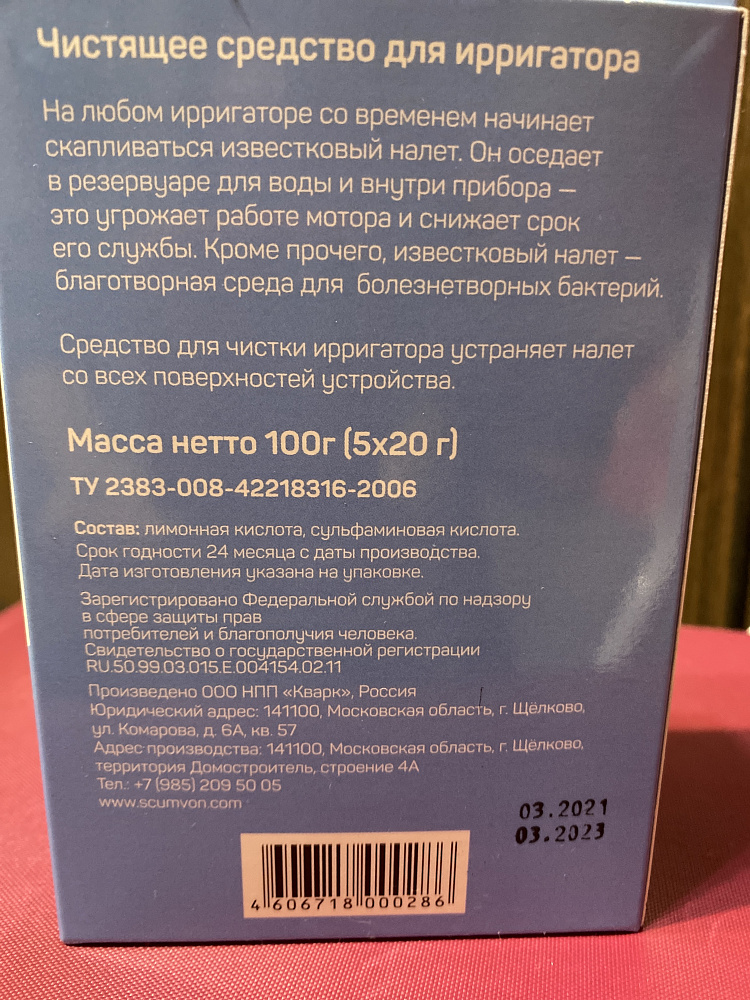 Чистящее средство для ирригатора
На любом ирригаторе со временем начинает
скапливаться известковый налет. Он оседает
в резервуаре для воды и внутри прибора —
это угрожает работе мотора и снижает срок
его службы. Кроме прочего, известковый налет —
благотворная среда для болезнетворных бактерий.
Средство для чистки ирригатора устраняет налет
со всех поверхностей устройства.
Масса нетто 100г (5x20 г)
ТУ 2383-008-42218316-2006
Состав: лимонная кислота, сульфаминовая кислота.
Срок годности 24 месяца с даты производства.
Дата изготовления указана на упаковке.
Зарегистрировано Федеральной службой по надзору
в сфере защиты прав
потребителей и благополучия человека.
Свидетельство о государственной регистрации
RU.50.99.03.015.E.004154.02.11
Произведено ООО НПП «Кварк», Россия
Юридический адрес: 141100, Московская область, г. Щёлково,
ул. Комарова, д. 6А, кв. 57
Адрес производства: 141100, Московская область, г. Щёлково,
территория Домостроитель, строение 4А
Тел.: +7 (985) 209 50 05
www.scumvon.com
03.2021
03.2023
4 606718 000286